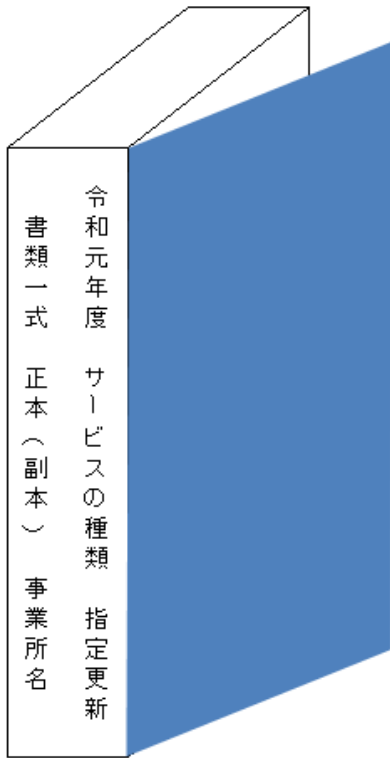 令和元年度　サービスの種類　指定更新
書類一式　正本（副本）　事業所名